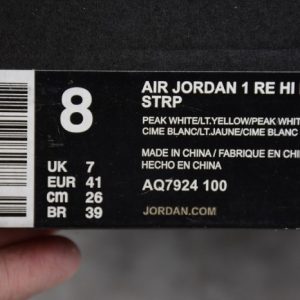 8
AIR JORDAN 1 RE HI
STRP
PEAK WHITE/LT.YELLOW/PEAK WHIT
CIME BLANC/LT.JAUNE/CIME BLANC
MADE IN CHINA / FABRIQUE EN CHI
HECHO EN CHINA
UK 7
EUR 41
cm 26
BR 39
AQ7924 100
JORDAN.COM